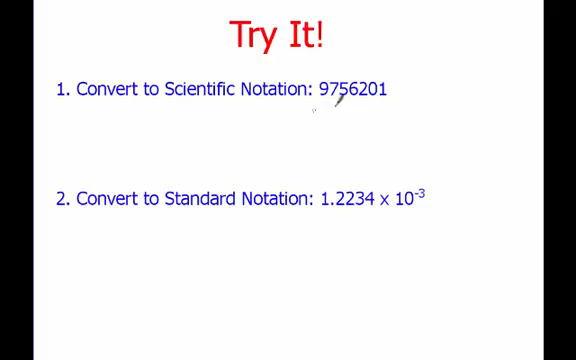 Try It!
1. Convert to Scientific Notation: 9756201
2. Convert to Standard Notation: 1.2234 x 10⁻³